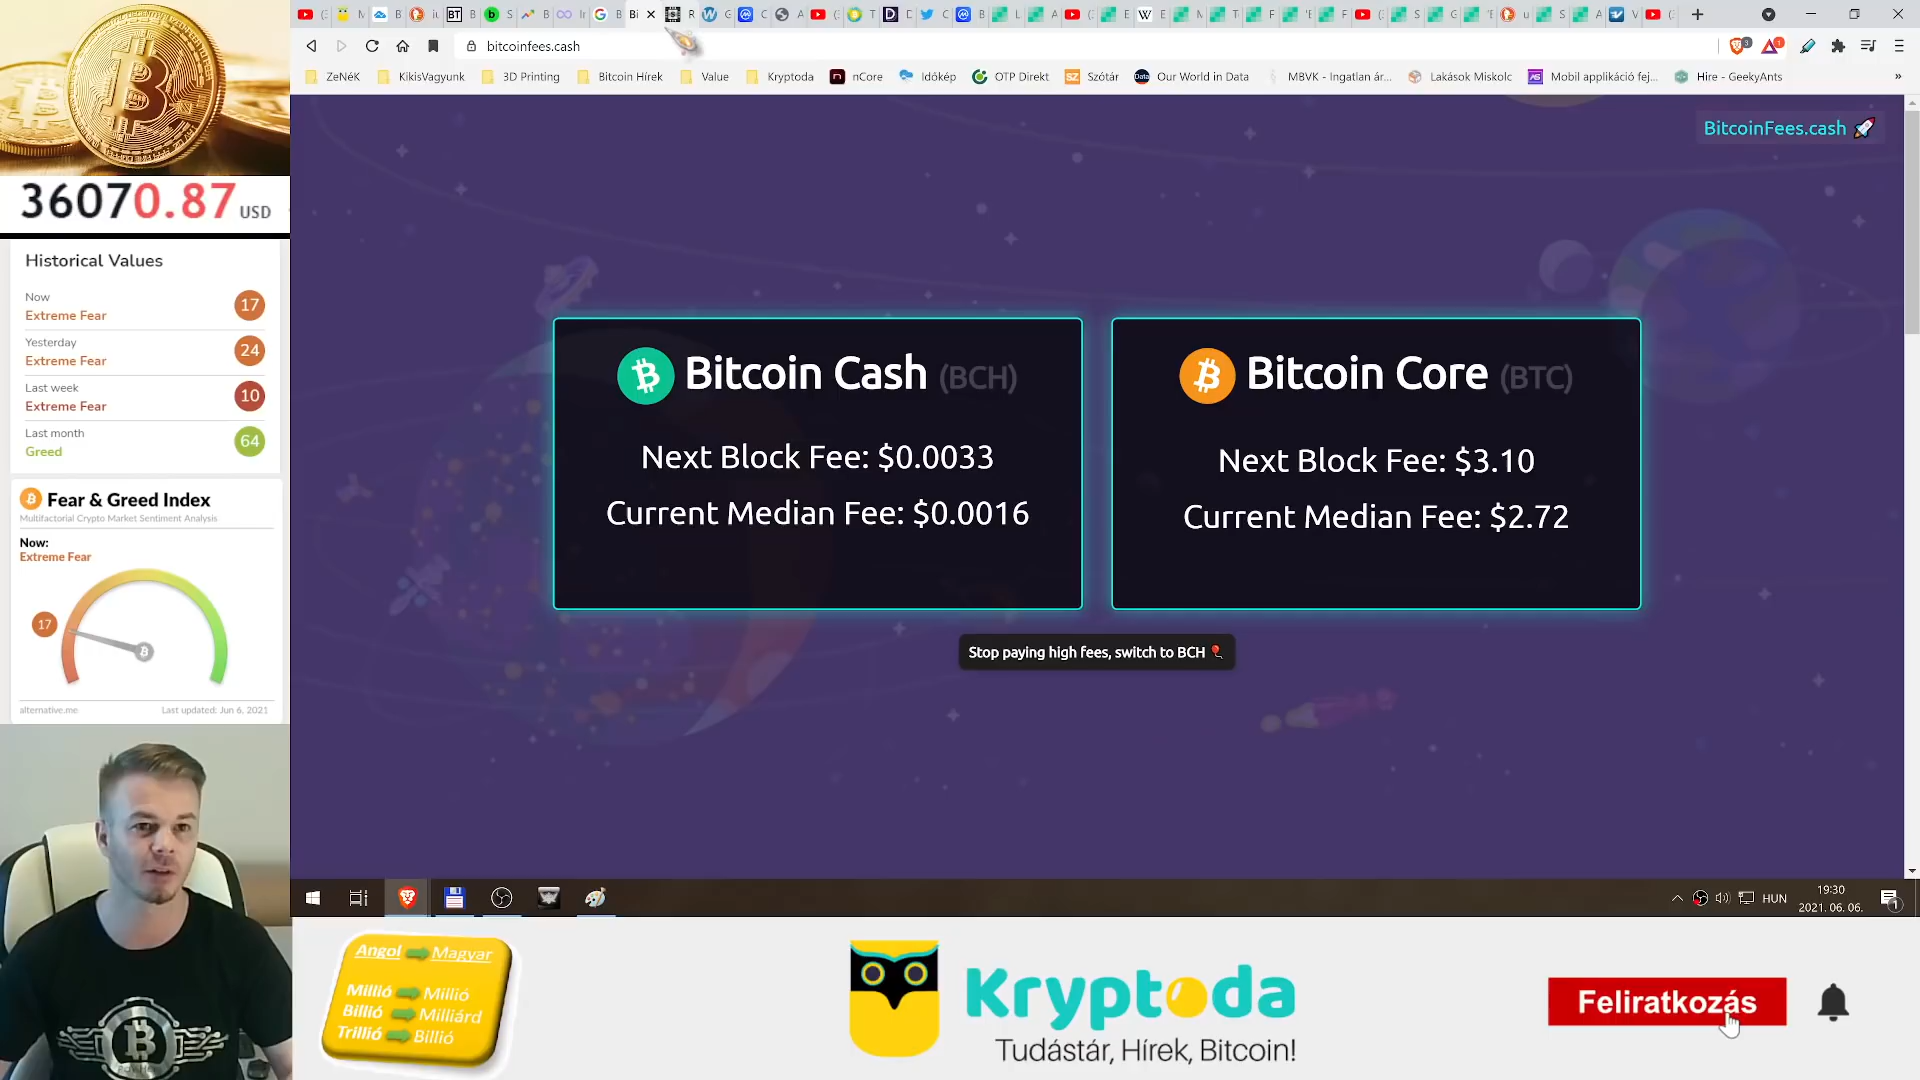 36070.87 USD
Historical Values
Now
Extreme Fear
17
Yesterday
Extreme Fear
24
Last week
Extreme Fear
10
Last month
Greed
64
Fear & Greed Index
Multifactorial Crypto Market Sentiment Analysis
Now:
Extreme Fear
17
alternative.me
Last updated: Jun 6, 2021
Bi
bitcoinfees.cash
ZeNéK
KikisVagyunk
3D Printing
Bitcoin Hírek
Value
Kryptoda
nCore
Időkép
OTP Direkt
Szótár
Our World in Data
MBVK - Ingatlan ár...
Lakások Miskolc
Mobil applikáció fej...
Hire - GeekyAnts
BitcoinFees.cash
Bitcoin Cash (BCH)
Next Block Fee: $0.0033
Current Median Fee: $0.0016
Bitcoin Core (BTC)
Next Block Fee: $3.10
Current Median Fee: $2.72
Stop paying high fees, switch to BCH
HUN
19:30
2021. 06. 06.
Angol Magyar
Millió Millió
Billió Milliárd
Trillió Billió
Kryptoda
Tudástár, Hírek, Bitcoin!
Feliratkozás